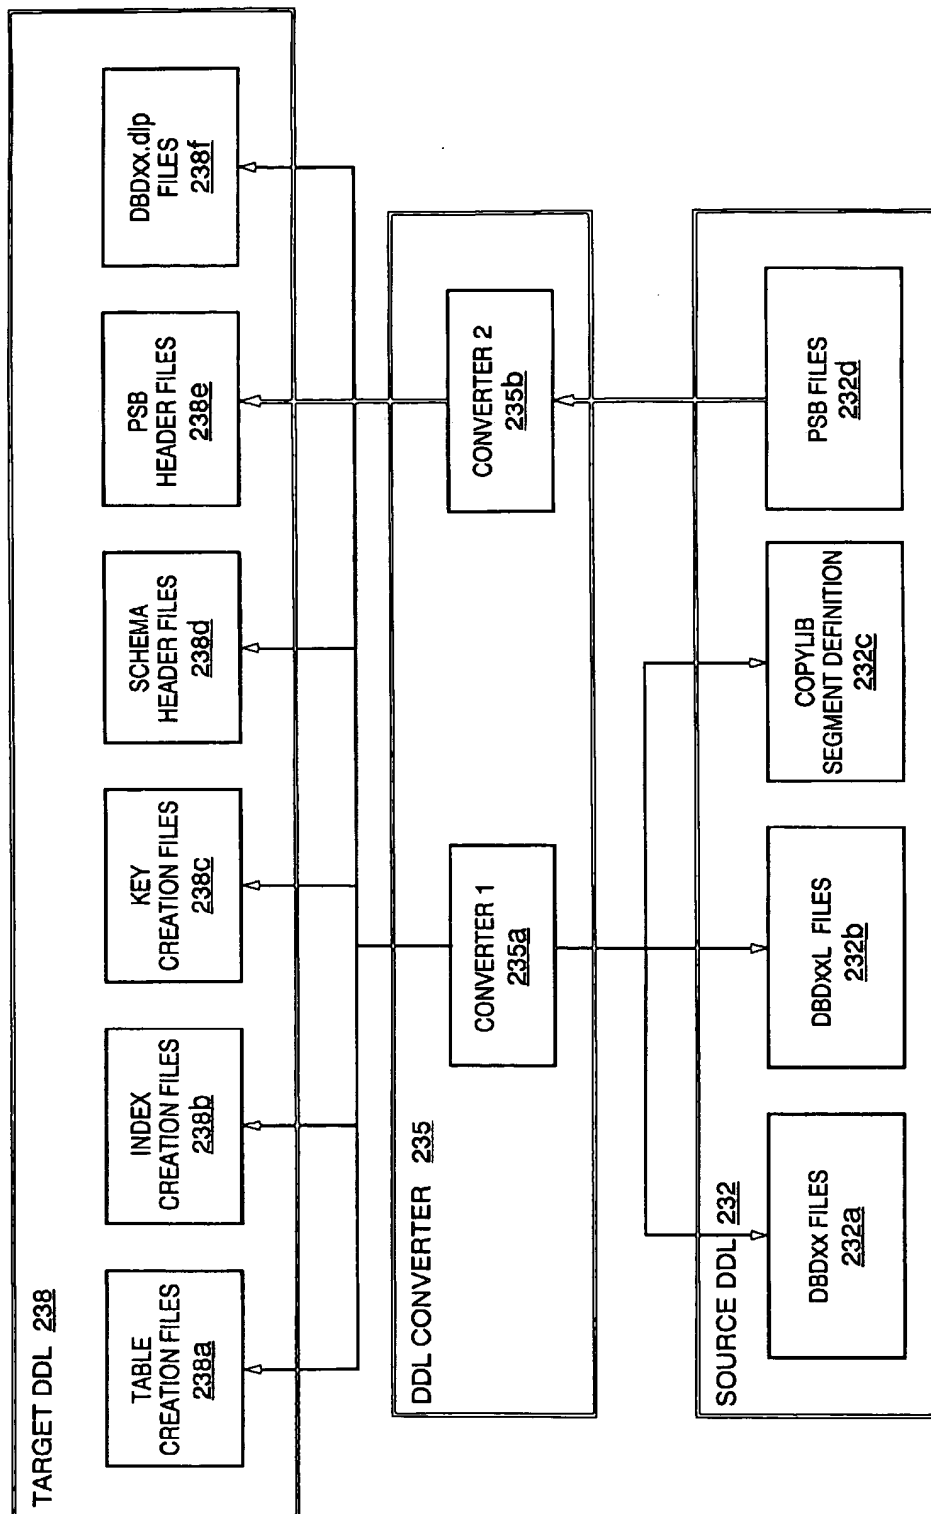 TARGET DDL 238
TABLE
CREATION FILES
238a
INDEX
CREATION FILES
238b
KEY
CREATION FILES
238c
SCHEMA
HEADER FILES
238d
PSB
HEADER FILES
238e
DBDxx.dlp
FILES
238f
DDL CONVERTER 235
CONVERTER 1
235a
CONVERTER 2
235b
SOURCE DDL 232
DBDXX FILES
232a
DBDXXL FILES
232b
COPYLIB
SEGMENT DEFINITION
232c
PSB FILES
232d